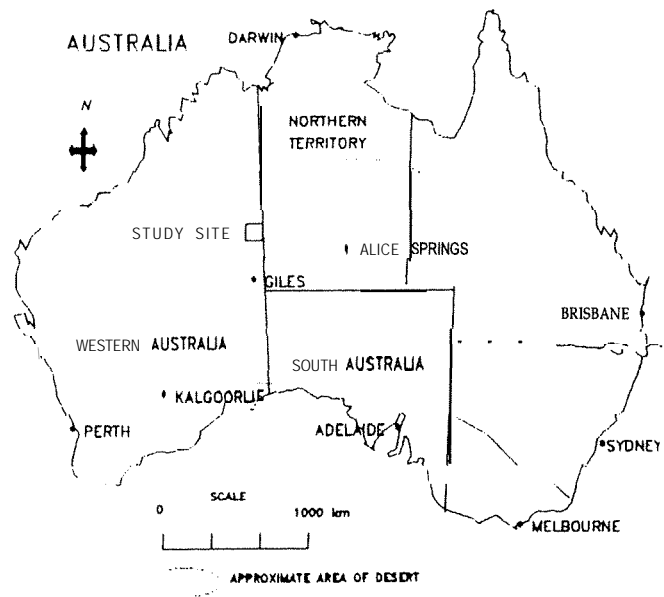 AUSTRALIA
DARWIN
N
NORTHERN
TERRITORY
STUDY SITE
ALICE SPRINGS
GILES
BRISBANE
WESTERN AUSTRALIA
SOUTH AUSTRALIA
KALGOORLIE
PERTH
ADELAIDE
SYDNEY
SCALE
0 1000 km
MELBOURNE
APPROXIMATE AREA OF DESERT